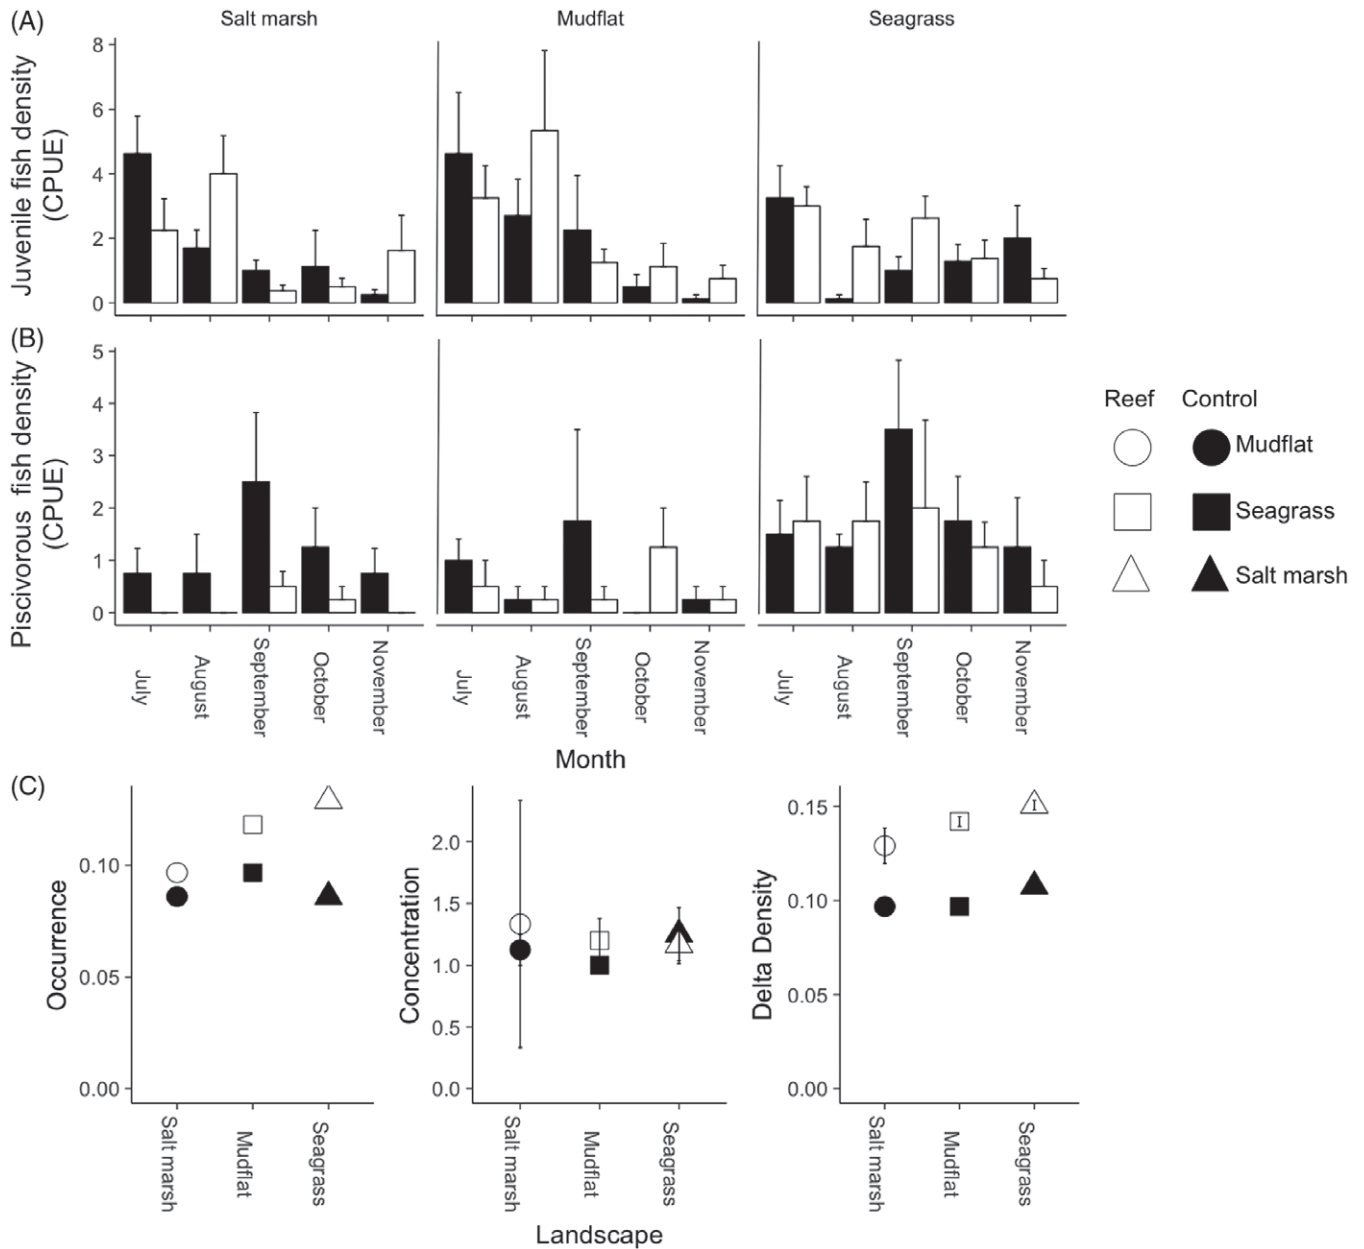 (A)
Salt marsh
Mudflat
Seagrass
Juvenile fish density
(CPUE)
8
6
4
2
0
(B)
Piscivorous fish density
(CPUE)
5
4
3
2
1
0
Reef
Control
Mudflat
Seagrass
Salt marsh
July
August
September
October
November
July
August
September
October
November
July
August
September
October
November
Month
(C)
Occurrence
0.10
0.05
0.00
Salt marsh
Mudflat
Seagrass
Concentration
2.0
1.5
1.0
0.5
0.0
Salt marsh
Mudflat
Seagrass
Delta Density
0.15
0.10
0.05
0.00
Salt marsh
Mudflat
Seagrass
Landscape